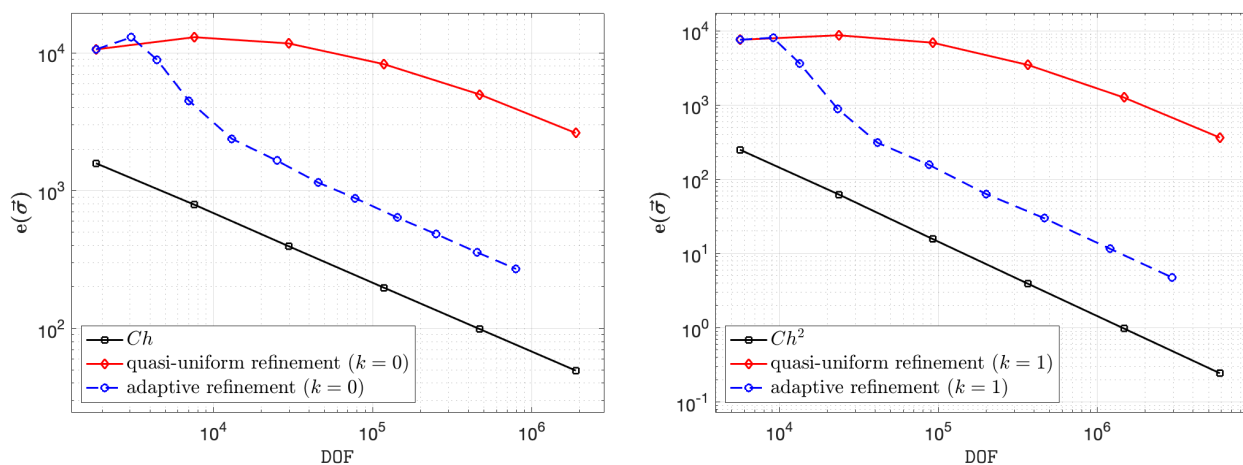 10^4
10^3
10^2
e(σ⃗)
10^4
10^5
10^6
DOF
Ch
quasi-uniform refinement (k = 0)
adaptive refinement (k = 0)
10^4
10^3
10^2
10^1
10^0
10^-1
e(σ⃗)
10^4
10^5
10^6
DOF
Ch^2
quasi-uniform refinement (k = 1)
adaptive refinement (k = 1)